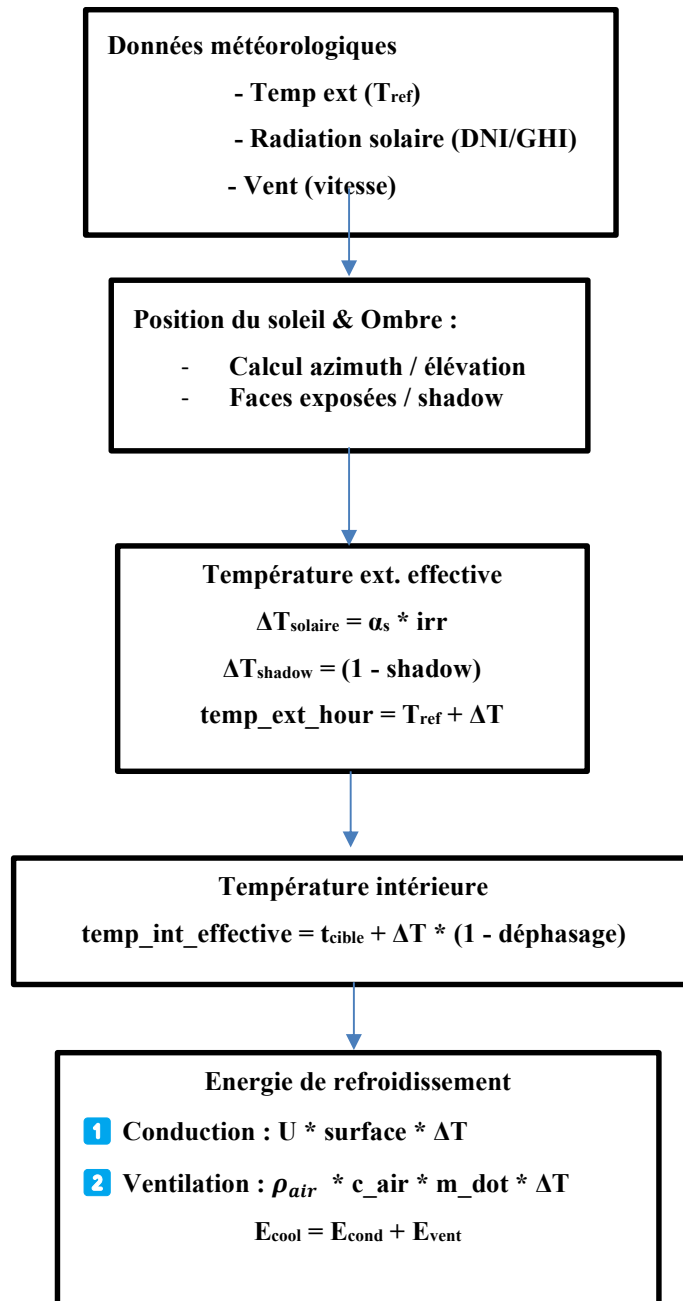 Données météorologiques
- Temp ext (Tref)
- Radiation solaire (DNI/GHI)
- Vent (vitesse)
Position du soleil & Ombre :
- Calcul azimuth / élévation
- Faces exposées / shadow
Température ext. effective
ΔTsolaire = αs * irr
ΔTshadow = (1 - shadow)
temp_ext_hour = Tref + ΔT
Température intérieure
temp_int_effective = tcible + ΔT * (1 - déphasage)
Energie de refroidissement
1 Conduction : U * surface * ΔT
2 Ventilation : ρair * c_air * m_dot * ΔT
Ecool = Econd + Event